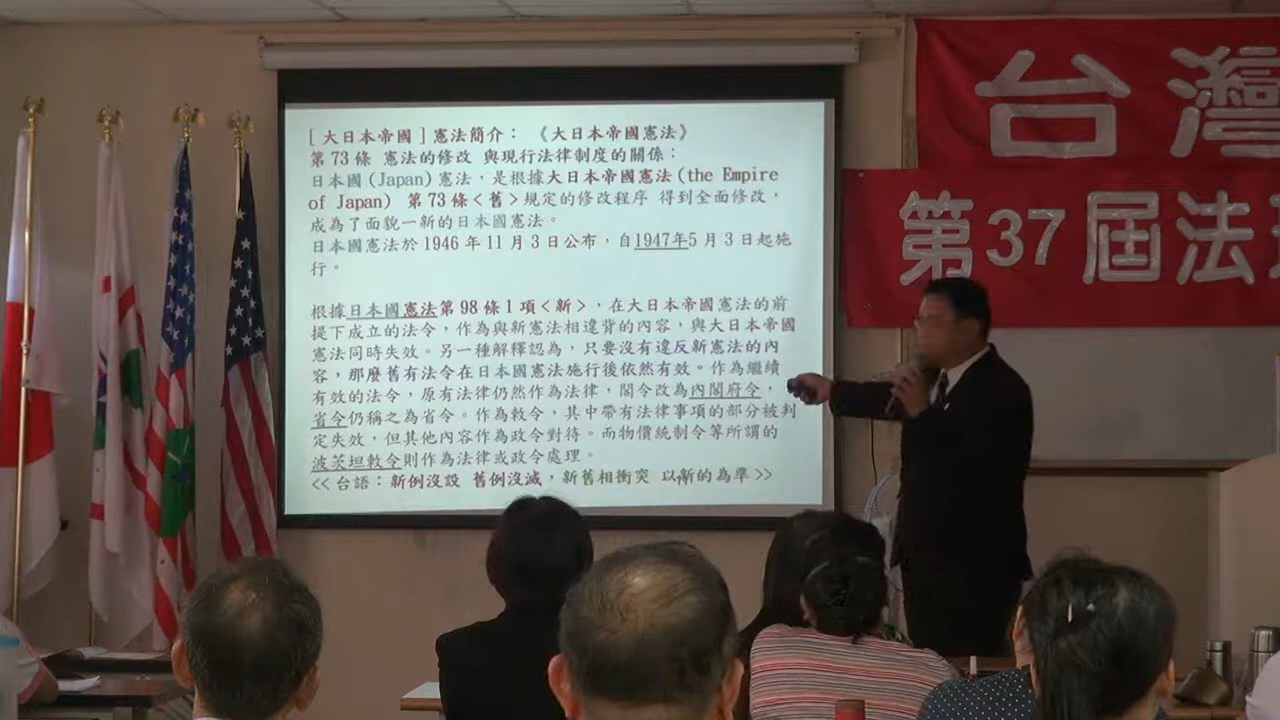 [ 大日本帝國 ] 憲法簡介： 《大日本帝國憲法》
第 73 條 憲法的修改 與現行法律制度的關係：
日本國 (Japan) 憲法，是根據大日本帝國憲法 (the Empire
of Japan) 第 73 條 < 舊 > 規定的修改程序 得到全面修改，
成為了面貌一新的日本國憲法。
日本國憲法於 1946 年 11 月 3 日公布，自1947年5 月 3 日起施
行。
根據日本國憲法第 98 條 1 項 < 新 >，在大日本帝國憲法的前
提下成立的法令，作為與新憲法相違背的內容，與大日本帝國
憲法同時失效。另一種解釋認為，只要沒有違反新憲法的內
容，那麼舊有法令在日本國憲法施行後依然有效。作為繼續
有效的法令，原有法律仍然作為法律，閣令改為內閣府令，
省令仍稱之為省令。作為敕令，其中帶有法律事項的部分被判
定失效，但其他內容作為政令對待。而物價統制令等所謂的
波茨坦敕令則作為法律或政令處理。
<< 台語：新例沒設 舊例沒滅，新舊相衝突 以新的為準 >>
台灣
第37屆法